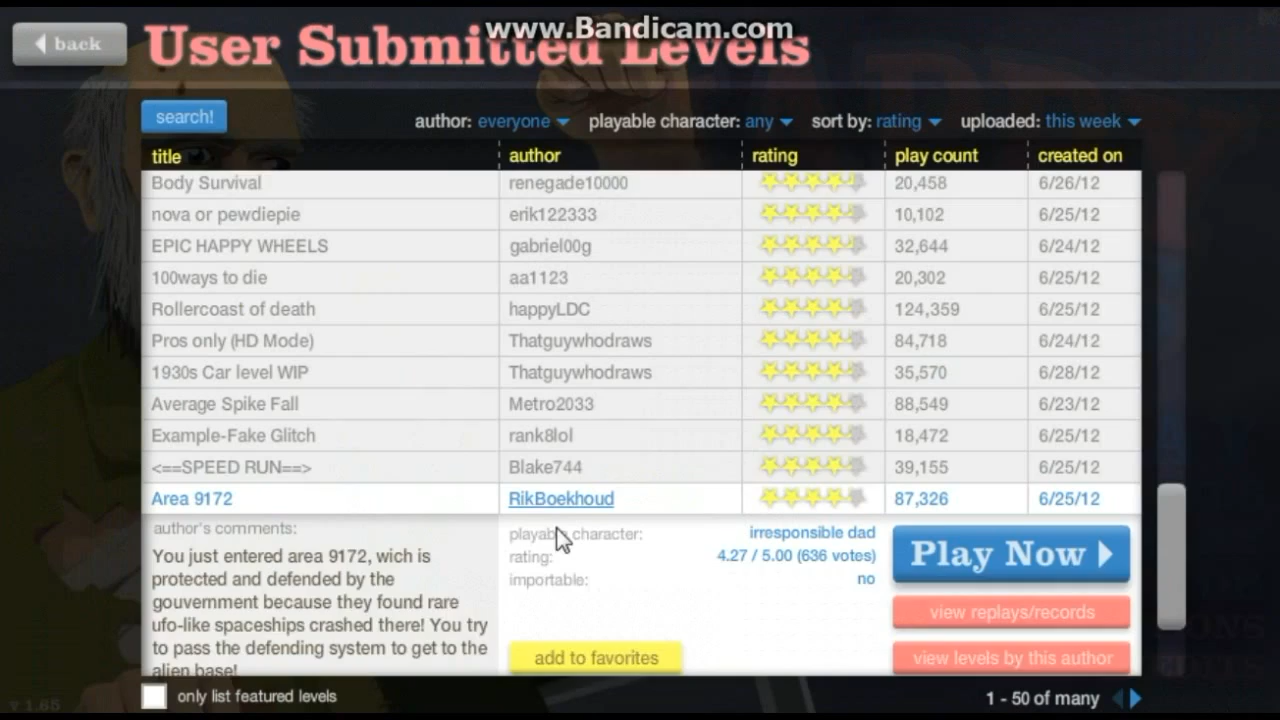 www.Bandicam.com
back
User Submitted Levels
search!
author: everyone playable character: any sort by: rating uploaded: this week
title author rating play count created on
Body Survival renegade10000 20,458 6/26/12
nova or pewdiepie erik122333 10,102 6/25/12
EPIC HAPPY WHEELS gabriel00g 32,644 6/24/12
100ways to die aa1123 20,302 6/25/12
Rollercoast of death happyLDC 124,359 6/25/12
Pros only (HD Mode) Thatguywhodraws 84,718 6/24/12
1930s Car level WIP Thatguywhodraws 35,570 6/28/12
Average Spike Fall Metro2033 88,549 6/23/12
Example-Fake Glitch rank8lol 18,472 6/25/12
<==SPEED RUN==> Blake744 39,155 6/25/12
Area 9172 RikBoekhoud 87,326 6/25/12
author's comments:
You just entered area 9172, wich is
protected and defended by the
gouvernment because they found rare
ufo-like spaceships crashed there! You try
to pass the defending system to get to the
alien base!
playable character: irresponsible dad
rating: 4.27 / 5.00 (636 votes)
importable: no
add to favorites
Play Now
view replays/records
view levels by this author
only list featured levels
1 - 50 of many
v 1.65